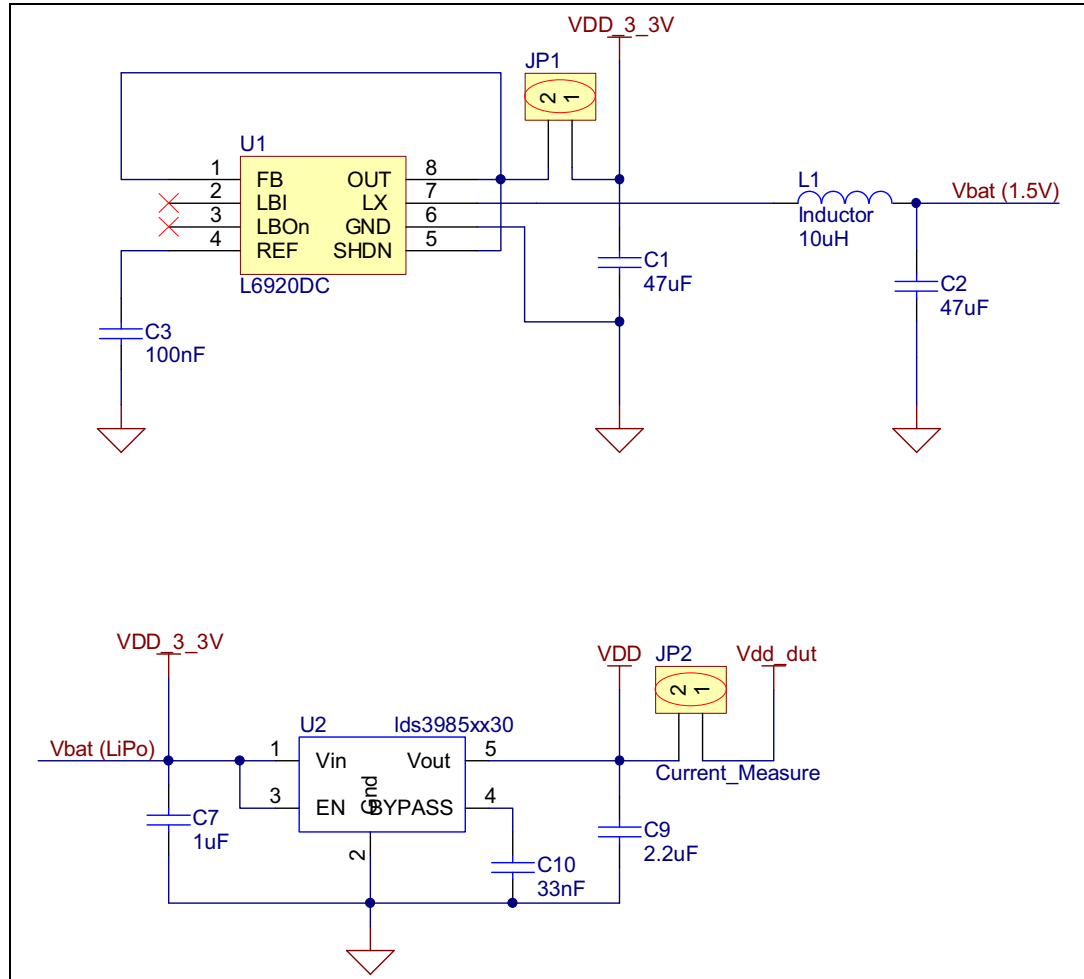 VDD_3_3V
JP1
2
1
U1
1
FB
OUT
8
2
LBI
LX
7
3
LBOn
GND
6
4
REF
SHDN
5
L6920DC
L1
Inductor
10uH
Vbat (1.5V)
C1
47uF
C2
47uF
C3
100nF
VDD_3_3V
VDD
JP2
2
1
Vdd_dut
U2
lds3985xx30
Vbat (LiPo)
1
Vin
Vout
5
Current_Measure
3
EN
Gnd
BYPASS
4
2
C7
1uF
C9
2.2uF
C10
33nF